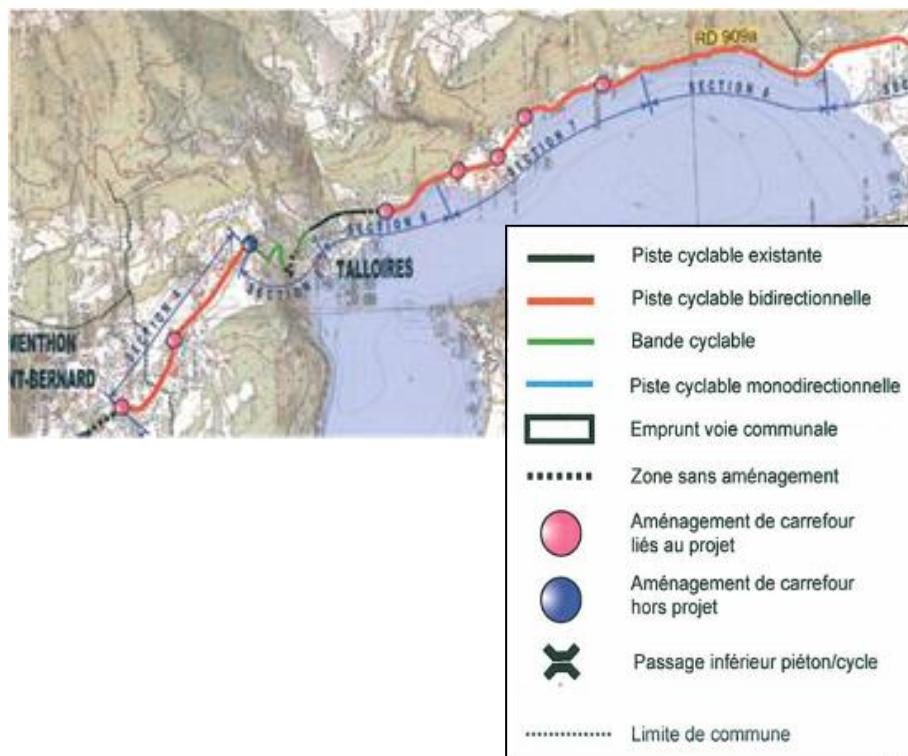 RD 909a
SECTION 6
SECTION 7
SECTION 8
SECTION
TALLOIRES
SECTION
MENTHON
NT-BERNARD
Piste cyclable existante
Piste cyclable bidirectionnelle
Bande cyclable
Piste cyclable monodirectionnelle
Emprunt voie communale
Zone sans aménagement
Aménagement de carrefour
liés au projet
Aménagement de carrefour
hors projet
Passage inférieur piéton/cycle
Limite de commune